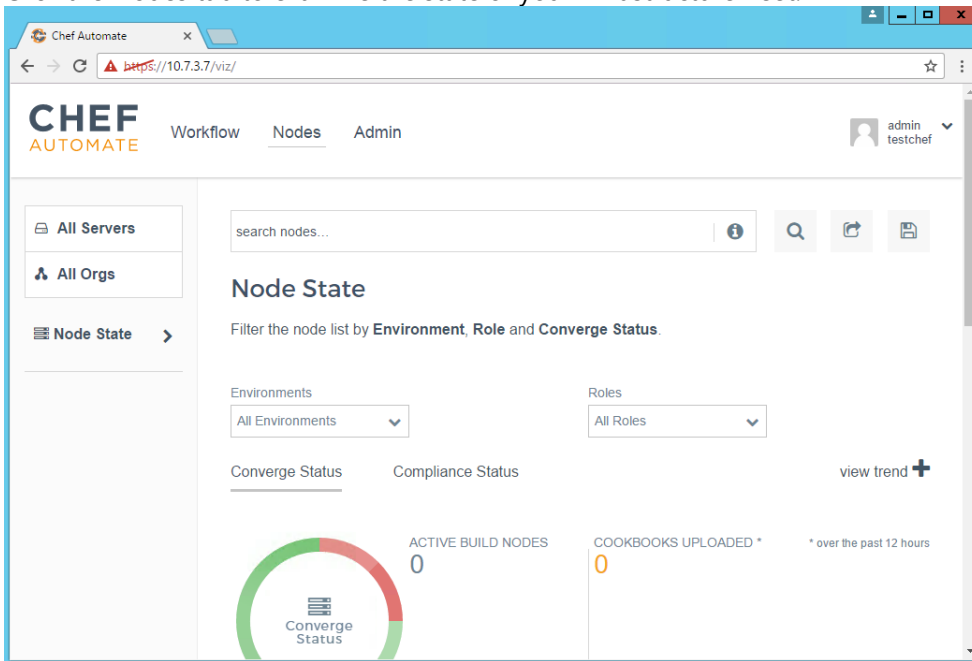 Chef Automate
https://10.7.3.7/viz/
CHEF
AUTOMATE
Workflow Nodes Admin
admin
testchef
All Servers
All Orgs
Node State
search nodes...
Node State
Filter the node list by Environment, Role and Converge Status.
Environments Roles
All Environments All Roles
Converge Status Compliance Status view trend
ACTIVE BUILD NODES COOKBOOKS UPLOADED * * over the past 12 hours
0 0
Converge
Status